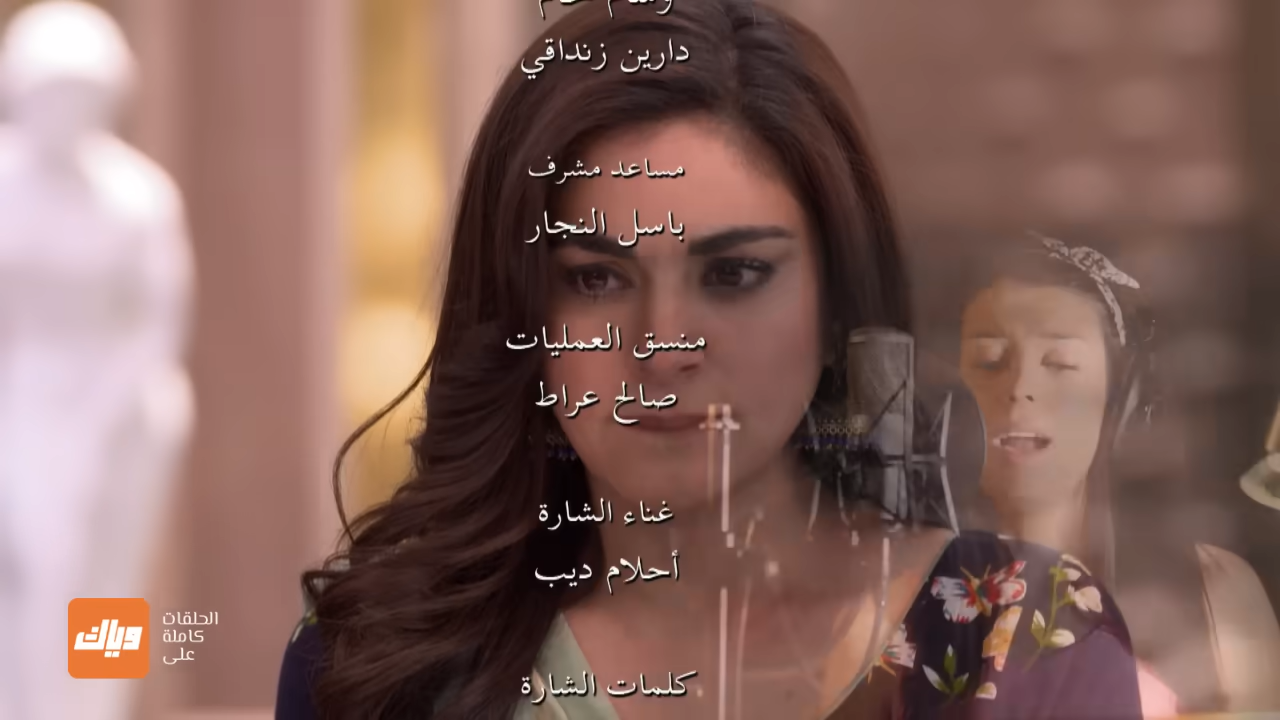 دارين زنداقي
مساعد مشرف
باسل النجار
منسق العمليات
صالح عراط
غناء الشارة
أحلام ديب
كلمات الشارة
وياك
الحلقات
كاملة
على